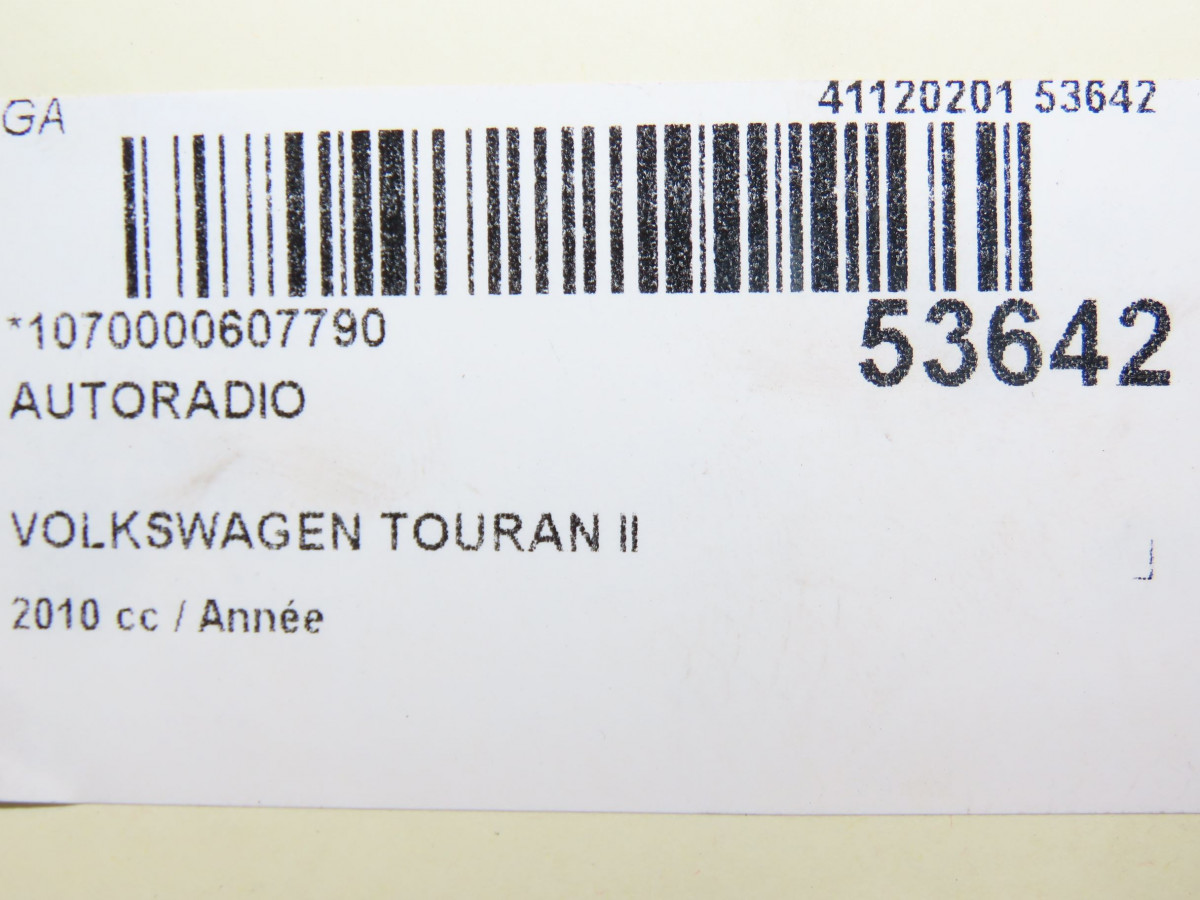 GA
41120201 53642
*1070000607790
53642
AUTORADIO
VOLKSWAGEN TOURAN II
2010 cc / Année